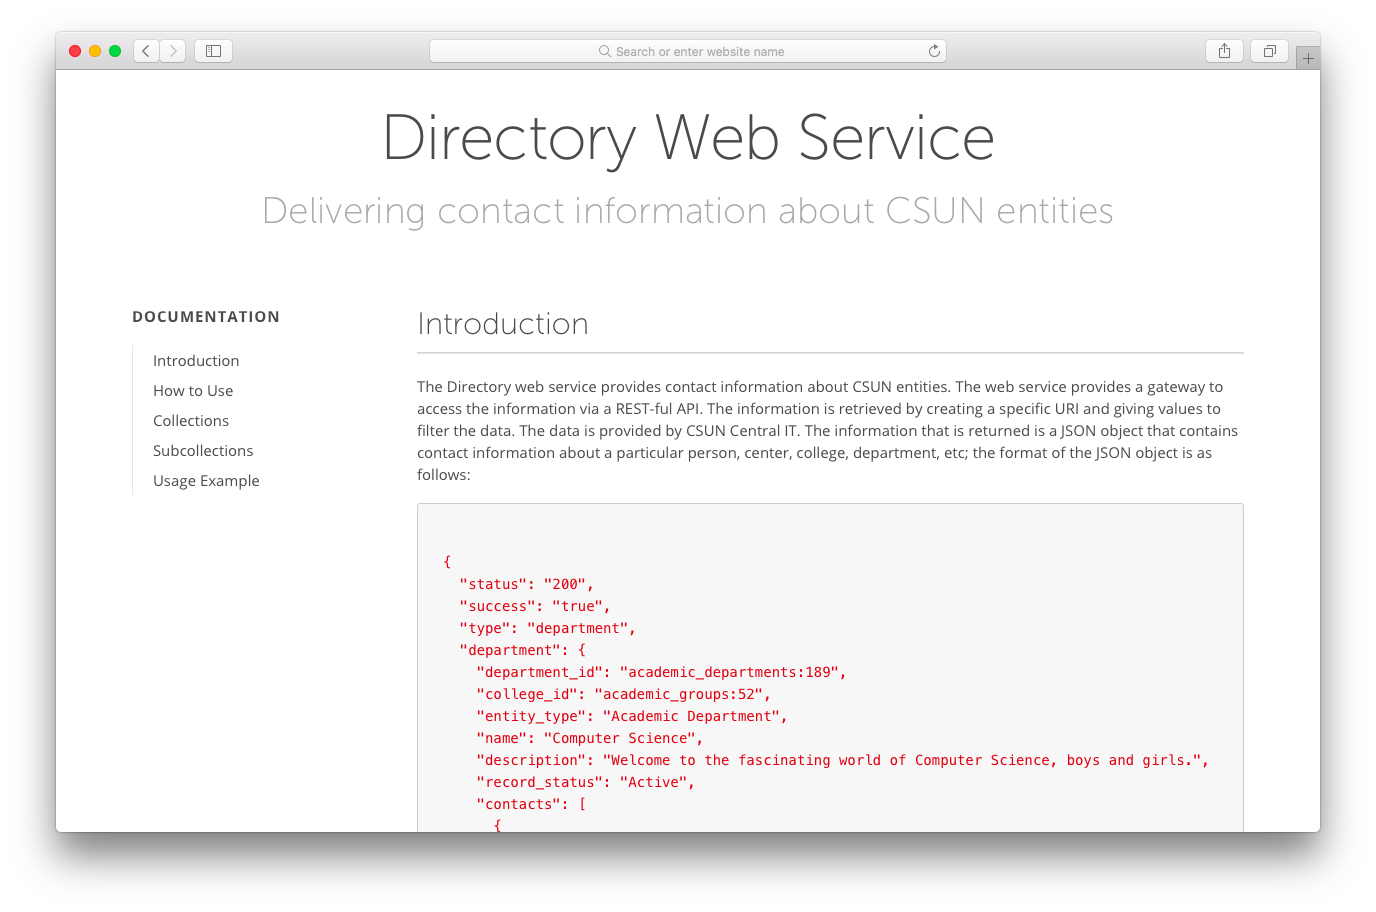 Search or enter website name
Directory Web Service
Delivering contact information about CSUN entities
DOCUMENTATION
Introduction
How to Use
Collections
Subcollections
Usage Example
Introduction
The Directory web service provides contact information about CSUN entities. The web service provides a gateway to
access the information via a REST-ful API. The information is retrieved by creating a specific URI and giving values to
filter the data. The data is provided by CSUN Central IT. The information that is returned is a JSON object that contains
contact information about a particular person, center, college, department, etc; the format of the JSON object is as
follows:
{
"status": "200",
"success": "true",
"type": "department",
"department": {
"department_id": "academic_departments:189",
"college_id": "academic_groups:52",
"entity_type": "Academic Department",
"name": "Computer Science",
"description": "Welcome to the fascinating world of Computer Science, boys and girls.",
"record_status": "Active",
"contacts": [
{